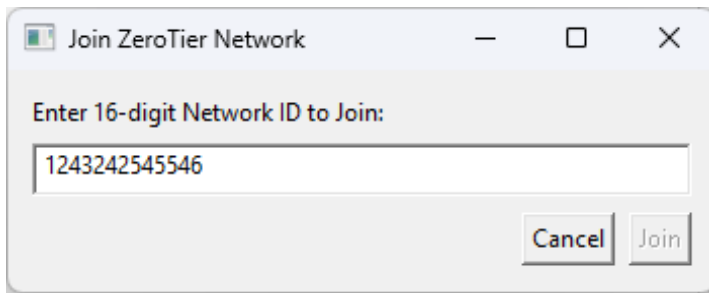 Join ZeroTier Network
Enter 16-digit Network ID to Join:
1243242545546
Cancel Join